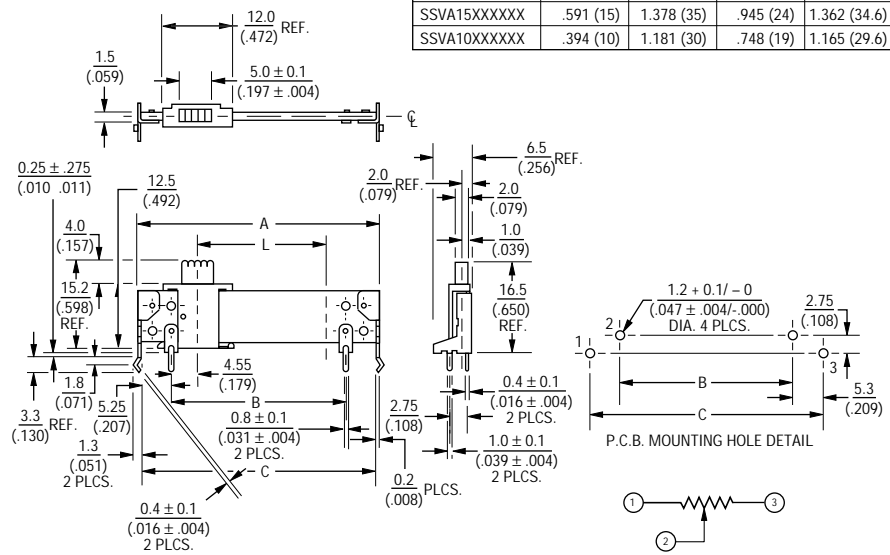 SSVA15XXXXXX .591 (15) 1.378 (35) .945 (24) 1.362 (34.6)
SSVA10XXXXXX .394 (10) 1.181 (30) .748 (19) 1.165 (29.6)
12.0
(.472) REF.
1.5
(.059)
5.0 ± 0.1
(.197 ± .004)
℄
0.25 ± .275
(.010 .011)
12.5
(.492)
A
L
4.0
(.157)
15.2
(.598)
REF.
1.8
(.071)
3.3
(.130) REF.
5.25
(.207)
1.3
(.051)
2 PLCS.
4.55
(.179)
B
0.8 ± 0.1
(.031 ± .004)
2 PLCS.
C
0.2
(.008) PLCS.
0.4 ± 0.1
(.016 ± .004)
2 PLCS.
6.5
(.256) REF.
2.0
(.079) REF.
2.0
(.079)
1.0
(.039)
16.5
(.650)
REF.
0.4 ± 0.1
(.016 ± .004)
2 PLCS.
2.75
(.108)
1.0 ± 0.1
(.039 ± .004)
2 PLCS.
1.2 + 0.1/ - 0
(.047 ± .004/-.000)
DIA. 4 PLCS.
2.75
(.108)
1
2
3
B
C
5.3
(.209)
P.C.B. MOUNTING HOLE DETAIL
1
3
2